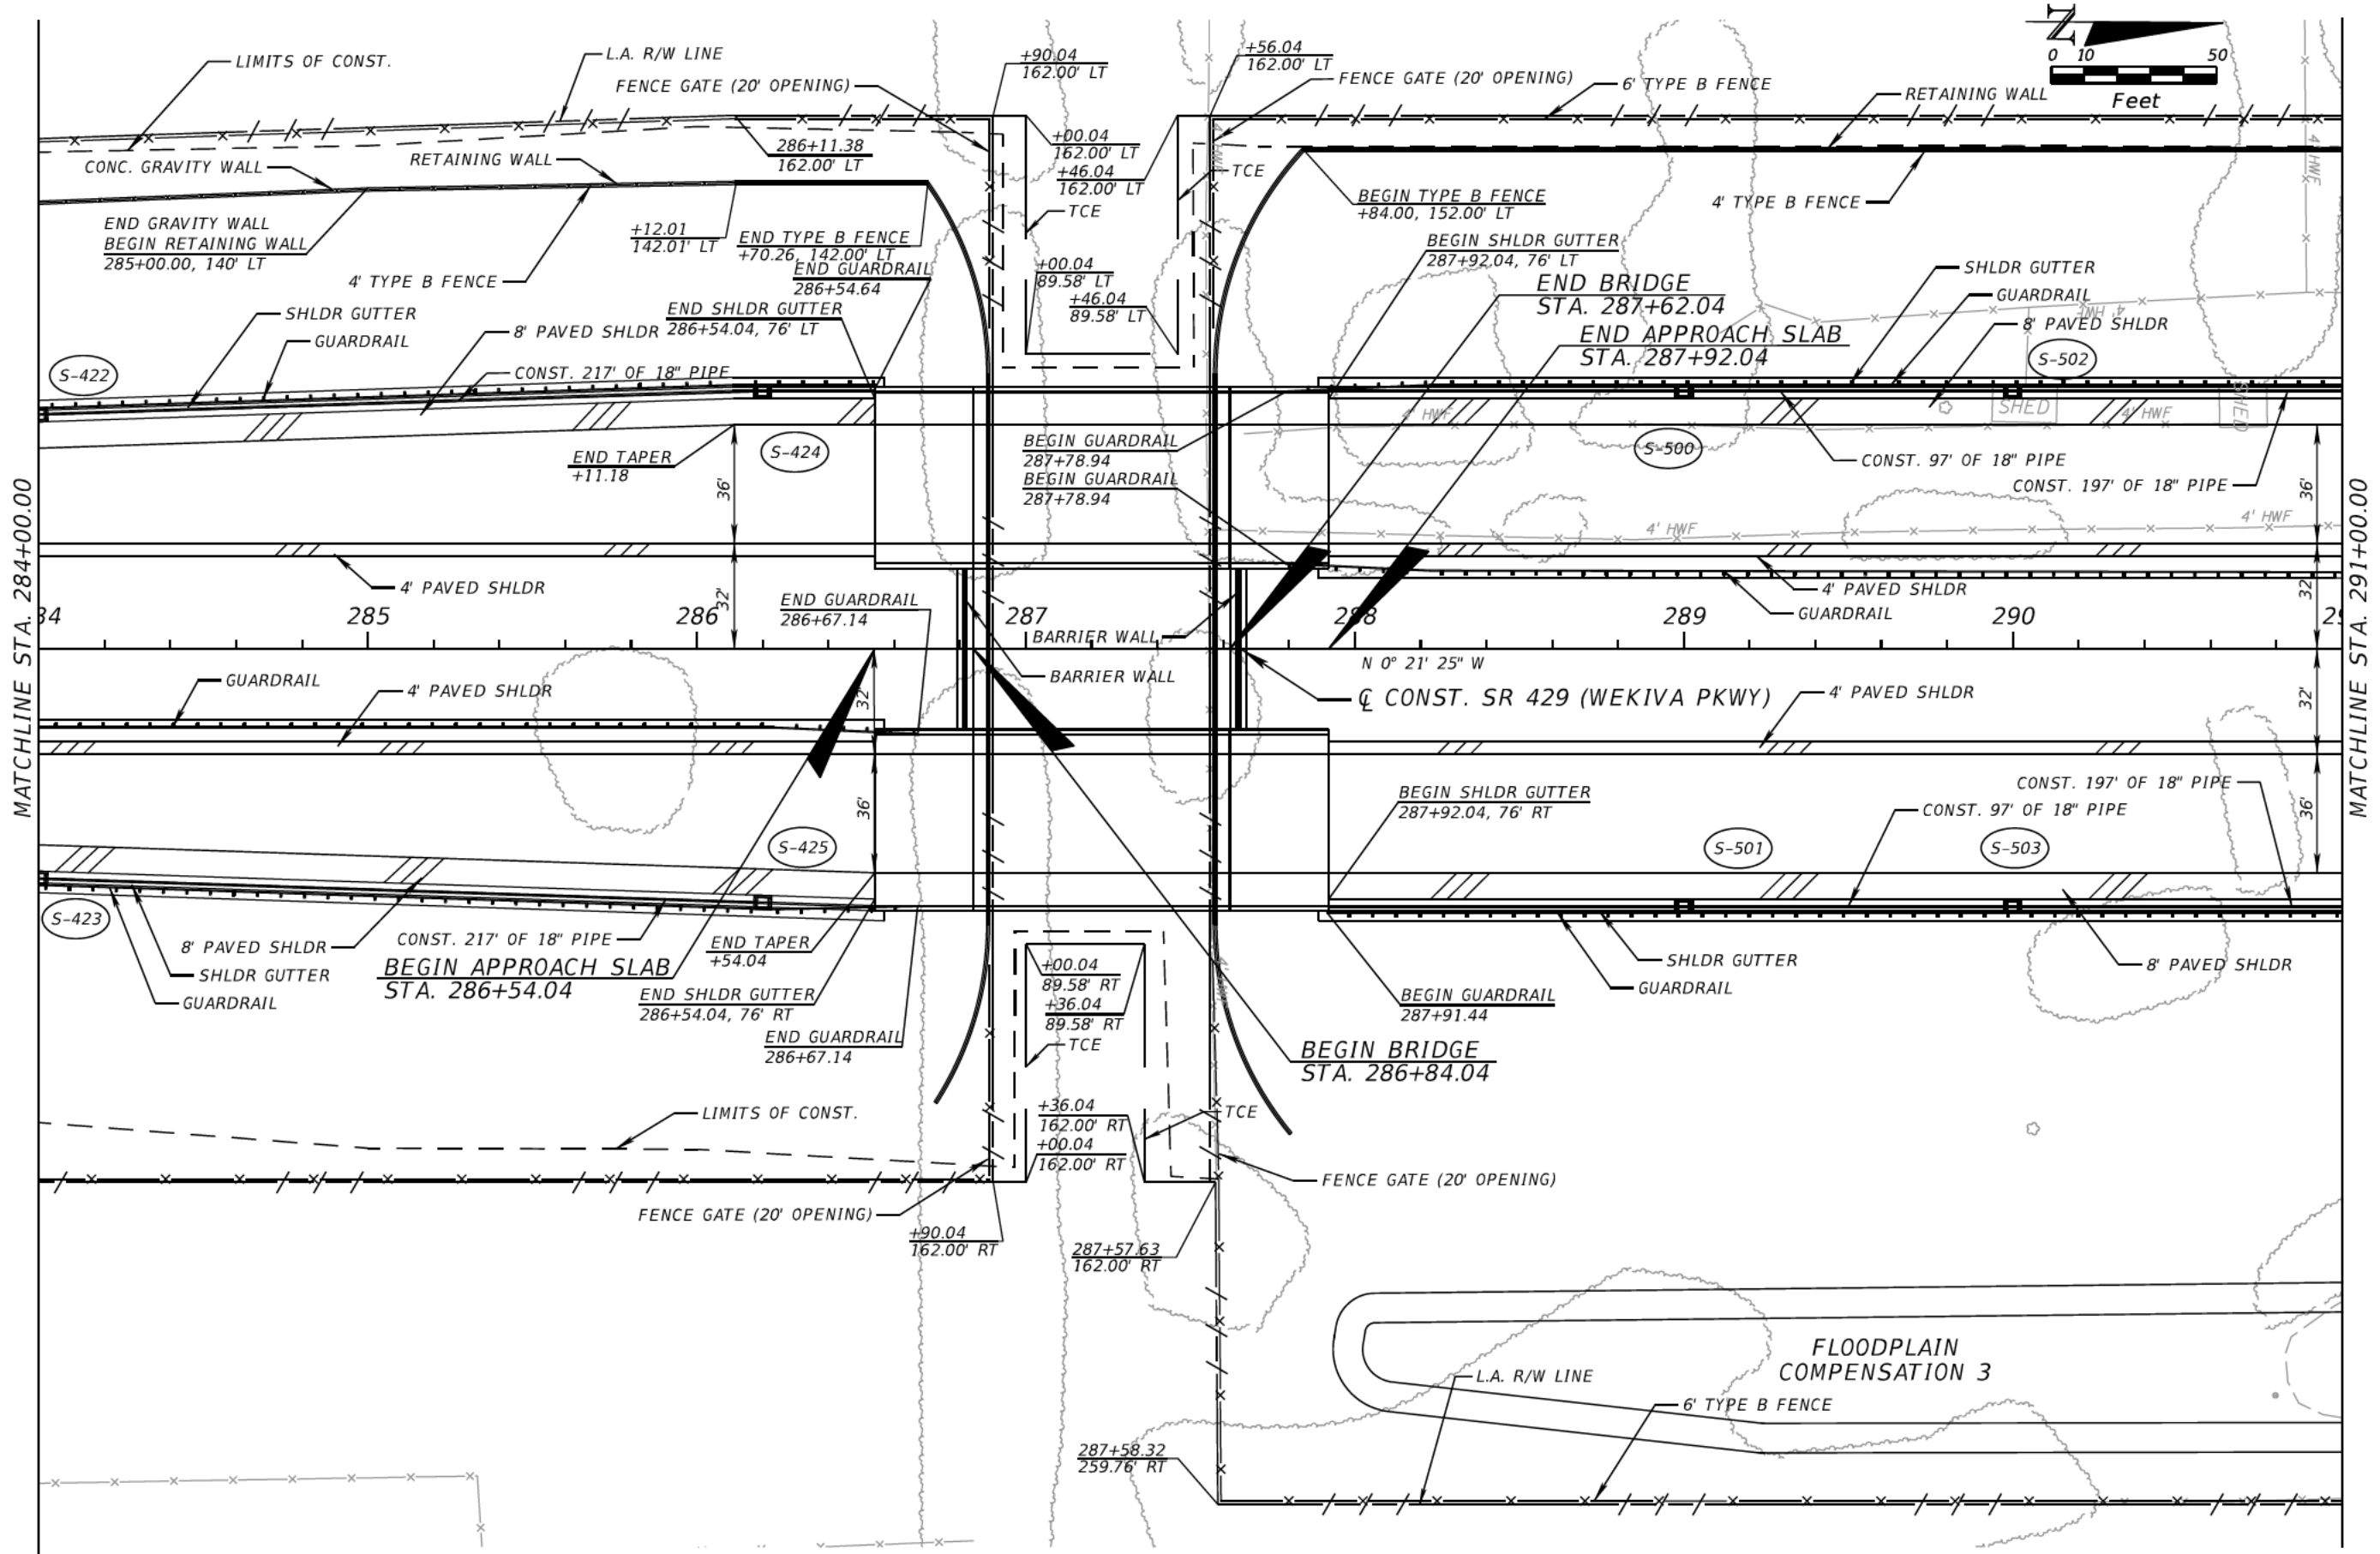 LIMITS OF CONST.
L.A. R/W LINE
FENCE GATE (20' OPENING)
+90.04
162.00' LT
+56.04
162.00' LT
FENCE GATE (20' OPENING)
6' TYPE B FENCE
RETAINING WALL
N
0 10 50
Feet
CONC. GRAVITY WALL
RETAINING WALL
286+11.38
162.00' LT
+00.04
162.00' LT
+46.04
162.00' LT
TCE
TCE
4' HWF
END GRAVITY WALL
BEGIN RETAINING WALL
285+00.00, 140' LT
4' TYPE B FENCE
+12.01
142.01' LT
END TYPE B FENCE
+70.26, 142.00' LT
END GUARDRAIL
286+54.64
+00.04
89.58' LT
+46.04
89.58' LT
BEGIN TYPE B FENCE
+84.00, 152.00' LT
4' TYPE B FENCE
BEGIN SHLDR GUTTER
287+92.04, 76' LT
END BRIDGE
STA. 287+62.04
END APPROACH SLAB
STA. 287+92.04
SHLDR GUTTER
GUARDRAIL
4' HWF
8' PAVED SHLDR
S-502
SHLDR GUTTER
GUARDRAIL
8' PAVED SHLDR
END SHLDR GUTTER
286+54.04, 76' LT
S-422
CONST. 217' OF 18" PIPE
4' HWF
SHED
4' HWF
SHED
END TAPER
+11.18
S-424
36'
BEGIN GUARDRAIL
287+78.94
BEGIN GUARDRAIL
287+78.94
S-500
CONST. 97' OF 18" PIPE
CONST. 197' OF 18" PIPE
36'
4' HWF
4' HWF
MATCHLINE STA. 284+00.00
MATCHLINE STA. 291+00.00
4' PAVED SHLDR
32'
END GUARDRAIL
286+67.14
4' PAVED SHLDR
GUARDRAIL
32'
34 285 286 287 288 289 290 29
BARRIER WALL
BARRIER WALL
N 0° 21' 25" W
℄ CONST. SR 429 (WEKIVA PKWY)
GUARDRAIL
4' PAVED SHLDR
32'
4' PAVED SHLDR
32'
36'
36'
BEGIN SHLDR GUTTER
287+92.04, 76' RT
CONST. 197' OF 18" PIPE
CONST. 97' OF 18" PIPE
S-425
S-501
S-503
S-423
8' PAVED SHLDR
SHLDR GUTTER
GUARDRAIL
CONST. 217' OF 18" PIPE
BEGIN APPROACH SLAB
STA. 286+54.04
END TAPER
+54.04
END SHLDR GUTTER
286+54.04, 76' RT
END GUARDRAIL
286+67.14
+00.04
89.58' RT
+36.04
89.58' RT
TCE
BEGIN GUARDRAIL
287+91.44
SHLDR GUTTER
GUARDRAIL
8' PAVED SHLDR
BEGIN BRIDGE
STA. 286+84.04
LIMITS OF CONST.
+36.04
162.00' RT
+00.04
162.00' RT
TCE
FENCE GATE (20' OPENING)
FENCE GATE (20' OPENING)
+90.04
162.00' RT
287+57.63
162.00' RT
FLOODPLAIN
COMPENSATION 3
L.A. R/W LINE
6' TYPE B FENCE
287+58.32
259.76' RT